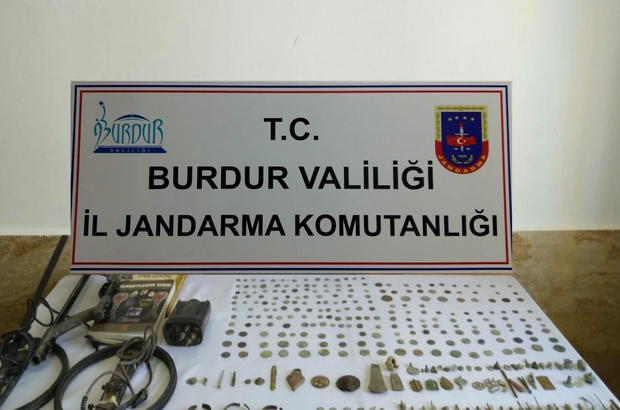 BURDUR
VALİLİĞİ
T.C.
BURDUR VALİLİĞİ
İL JANDARMA KOMUTANLIĞI
JANDARMA